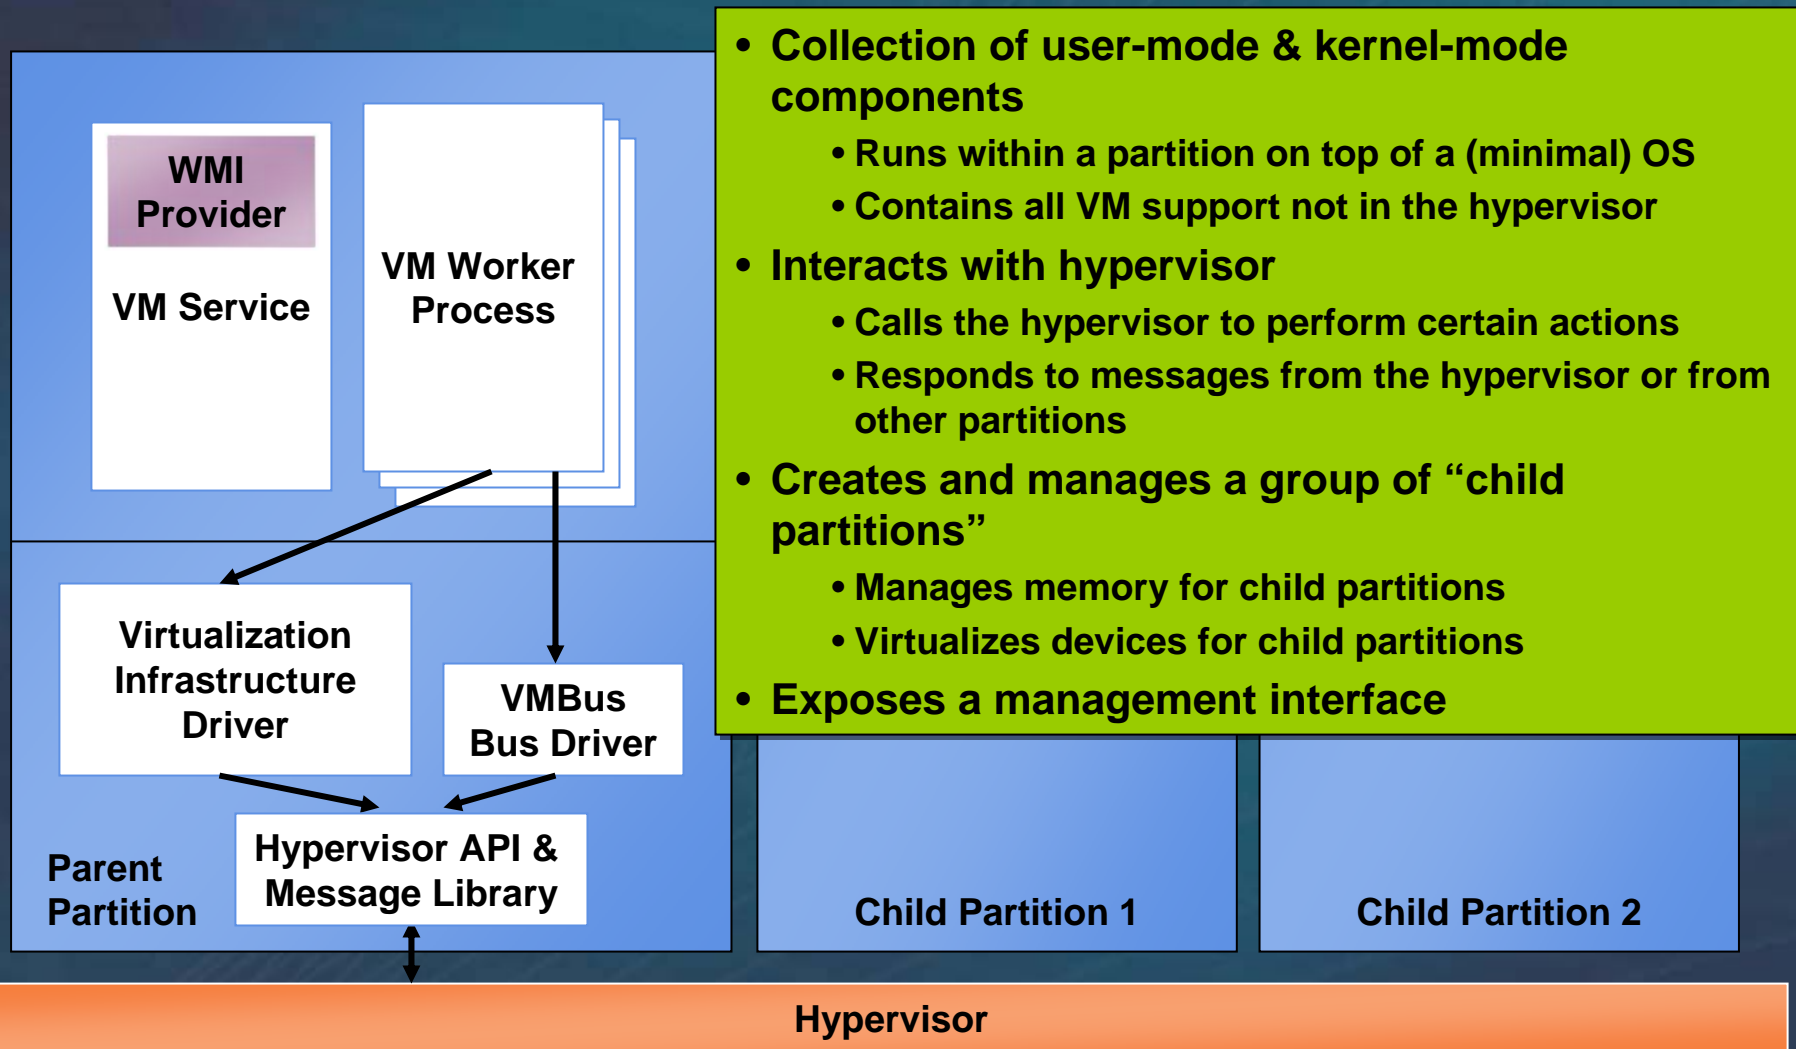 WMI
Provider
VM Service
VM Worker
Process
Virtualization
Infrastructure
Driver
VMBus
Bus Driver
Hypervisor API &
Message Library
Parent
Partition
• Collection of user-mode & kernel-mode
components
• Runs within a partition on top of a (minimal) OS
• Contains all VM support not in the hypervisor
• Interacts with hypervisor
• Calls the hypervisor to perform certain actions
• Responds to messages from the hypervisor or from
other partitions
• Creates and manages a group of “child
partitions”
• Manages memory for child partitions
• Virtualizes devices for child partitions
• Exposes a management interface
Child Partition 1
Child Partition 2
Hypervisor